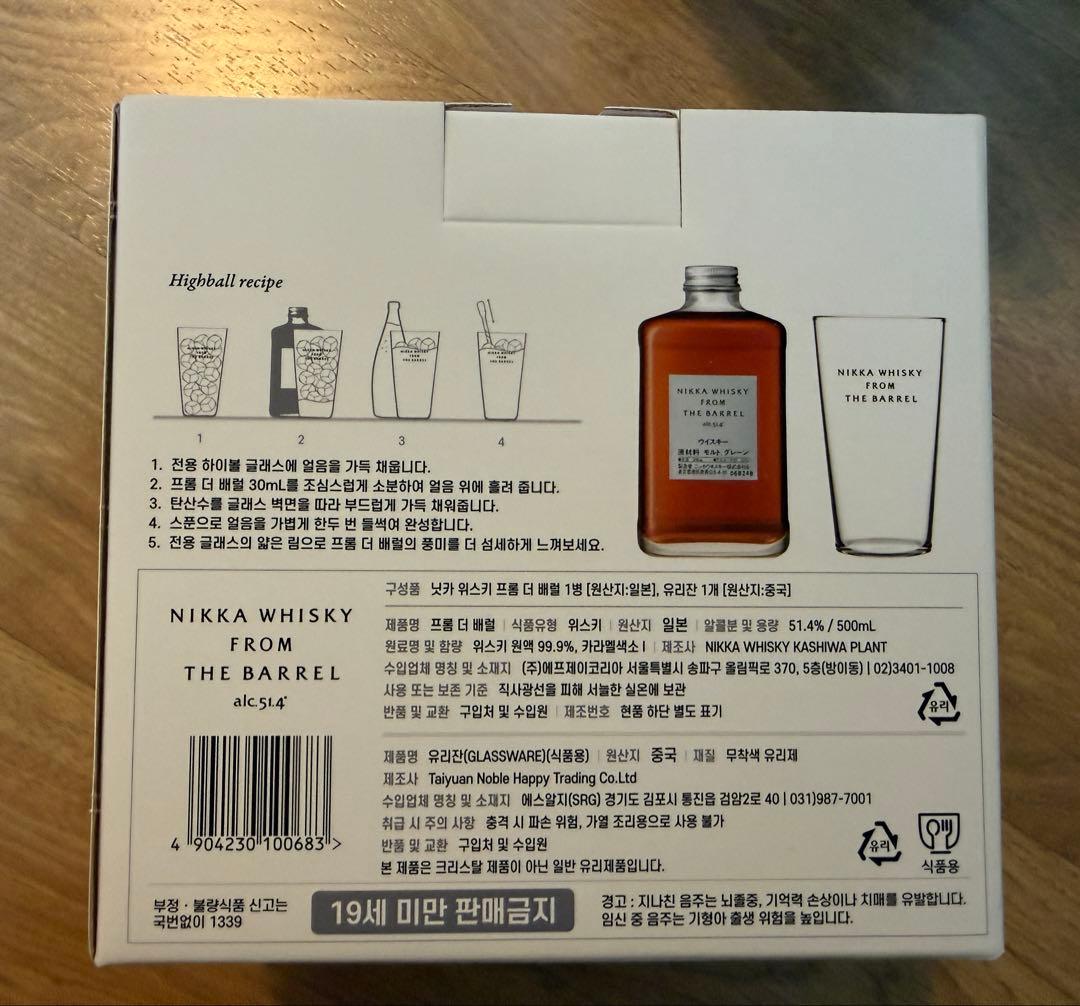 Highball recipe
1
2
3
4
1. 전용 하이볼 글래스에 얼음을 가득 채웁니다.
2. 프롬 더 배럴 30mL를 조심스럽게 소분하여 얼음 위에 흘려 줍니다.
3. 탄산수를 글래스 벽면을 따라 부드럽게 가득 채워줍니다.
4. 스푼으로 얼음을 가볍게 한두 번 들썩여 완성합니다.
5. 전용 글래스의 얇은 림으로 프롬 더 배럴의 풍미를 더 섬세하게 느껴보세요.
NIKKA WHISKY
FROM
THE BARREL
alc.51.4°
ウイスキー
原材料 モルト グレーン
NIKKA WHISKY
FROM
THE BARREL
NIKKA WHISKY
FROM
THE BARREL
alc.51.4°
4 904230 100683 >
구성품 닛카 위스키 프롬 더 배럴 1병 [원산지:일본], 유리잔 1개 [원산지:중국]
제품명 프롬 더 배럴 | 식품유형 위스키 | 원산지 일본 | 알콜분 및 용량 51.4% / 500mL
원료명 및 함량 위스키 원액 99.9%, 카라멜색소 I | 제조사 NIKKA WHISKY KASHIWA PLANT
수입업체 명칭 및 소재지 (주)에프제이코리아 서울특별시 송파구 올림픽로 370, 5층(방이동) | 02)3401-1008
사용 또는 보존 기준 직사광선을 피해 서늘한 실온에 보관
반품 및 교환 구입처 및 수입원 | 제조번호 현품 하단 별도 표기
유리
제품명 유리잔(GLASSWARE)(식품용) | 원산지 중국 | 재질 무착색 유리제
제조사 Taiyuan Noble Happy Trading Co.Ltd
수입업체 명칭 및 소재지 에스알지(SRG) 경기도 김포시 통진읍 검암2로 40 | 031)987-7001
취급 시 주의 사항 충격 시 파손 위험, 가열 조리용으로 사용 불가
반품 및 교환 구입처 및 수입원
본 제품은 크리스탈 제품이 아닌 일반 유리제품입니다.
유리
식품용
부정 · 불량식품 신고는
국번없이 1339
19세 미만 판매금지
경고 : 지나친 음주는 뇌졸중, 기억력 손상이나 치매를 유발합니다.
임신 중 음주는 기형아 출생 위험을 높입니다.